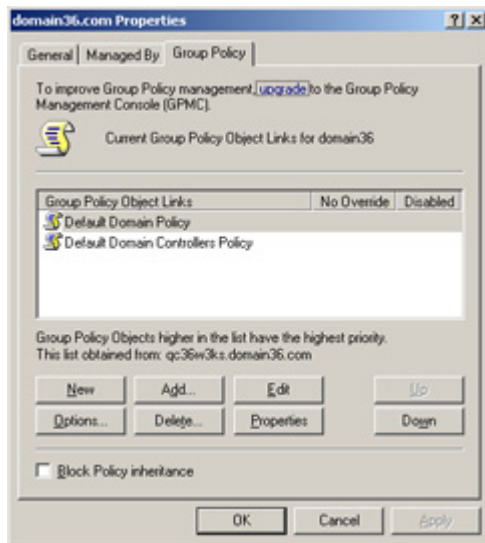 domain36.com Properties
General Managed By Group Policy
To improve Group Policy management, upgrade to the Group Policy
Management Console (GPMC).
Current Group Policy Object Links for domain36
Group Policy Object Links No Override Disabled
Default Domain Policy
Default Domain Controllers Policy
Group Policy Objects higher in the list have the highest priority.
This list obtained from: qc36w3ks.domain36.com
New Add... Edit Up
Options... Delete... Properties Down
Block Policy inheritance
OK Cancel Apply